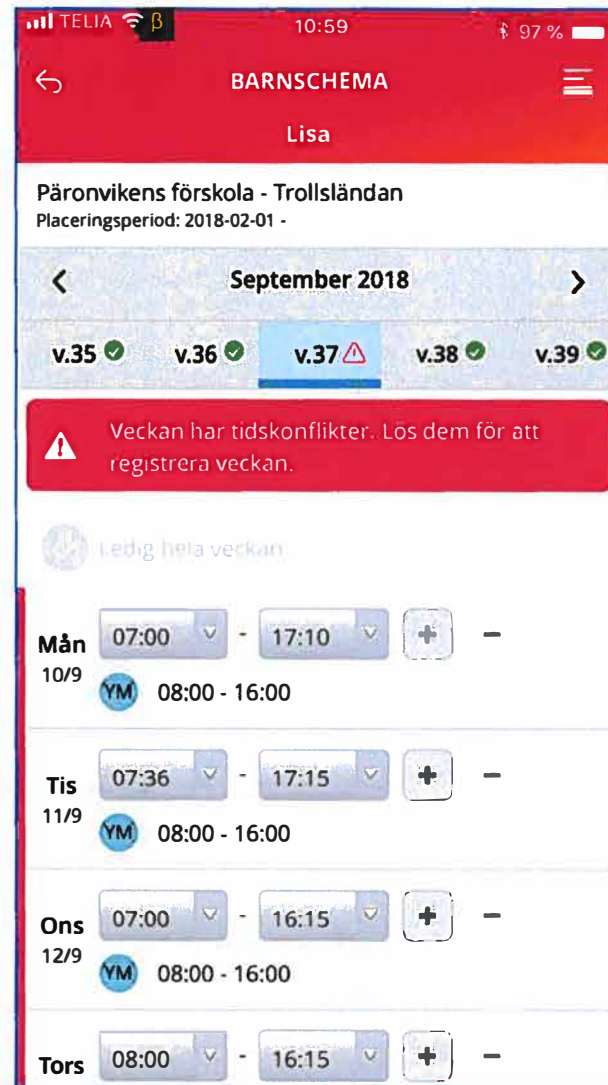 TELIA β 10:59 97 %
BARNSCHEMA
Lisa
Päronvikens förskola - Trollsländan
Placeringsperiod: 2018-02-01 -
< September 2018 >
v.35 v.36 v.37 v.38 v.39
Veckan har tidskonflikter. Lös dem för att
registrera veckan.
Ledig hela veckan
Mån 07:00 - 17:10 + -
10/9
YM 08:00 - 16:00
Tis 07:36 - 17:15 + -
11/9
YM 08:00 - 16:00
Ons 07:00 - 16:15 + -
12/9
YM 08:00 - 16:00
Tors 08:00 - 16:15 + -